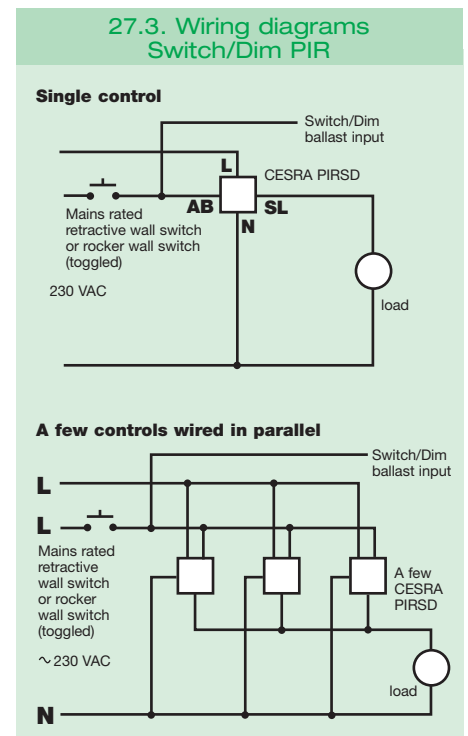 27.3. Wiring diagrams
Switch/Dim PIR
Single control
Switch/Dim
ballast input
L
CESRA PIRSD
AB
SL
N
Mains rated
retractive wall switch
or rocker wall switch
(toggled)
230 VAC
load
A few controls wired in parallel
Switch/Dim
ballast input
L
L
Mains rated
retractive
wall switch
or rocker
wall switch
(toggled)
A few
CESRA
PIRSD
~ 230 VAC
load
N